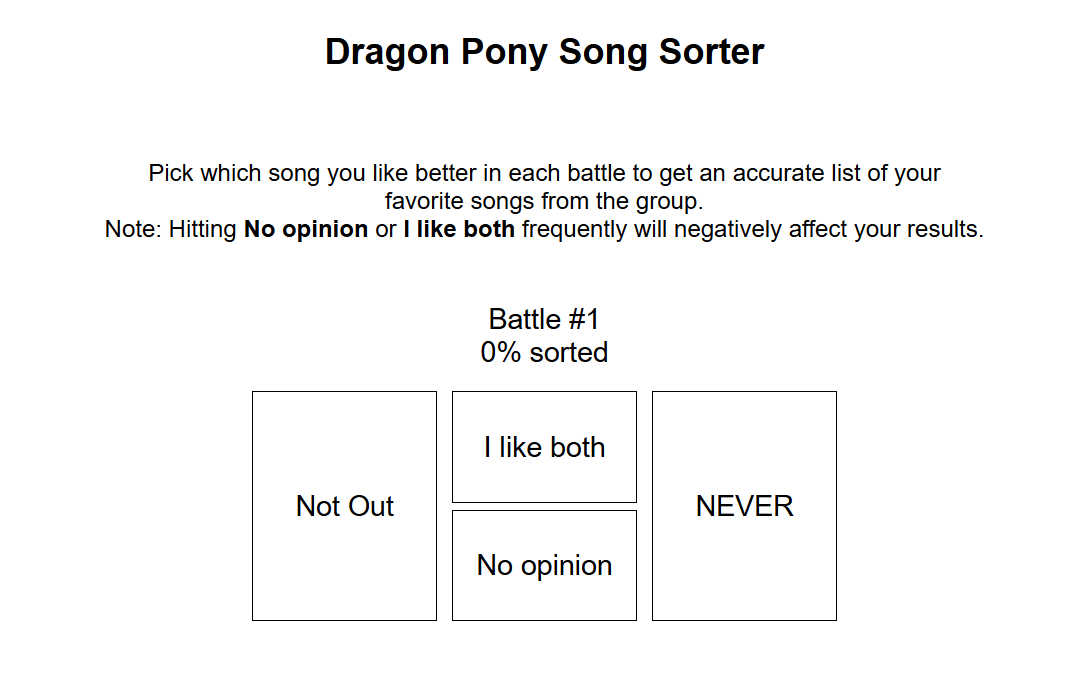 Dragon Pony Song Sorter
Pick which song you like better in each battle to get an accurate list of your
favorite songs from the group.
Note: Hitting No opinion or I like both frequently will negatively affect your results.
Battle #1
0% sorted
Not Out
I like both
No opinion
NEVER